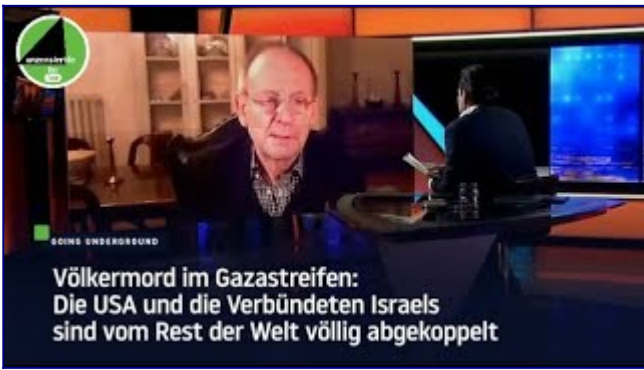 GOING UNDERGROUND
Völkermord im Gazastreifen:
Die USA und die Verbündeten Israels
sind vom Rest der Welt völlig abgekoppelt